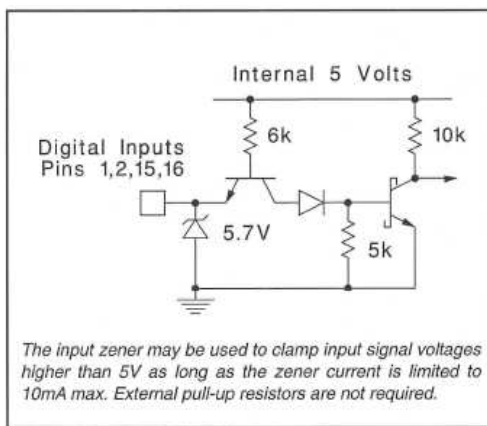 Internal 5 Volts
6k
10k
Digital Inputs
Pins 1,2,15,16
5.7V
5k
The input zener may be used to clamp input signal voltages
higher than 5V as long as the zener current is limited to
10mA max. External pull-up resistors are not required.